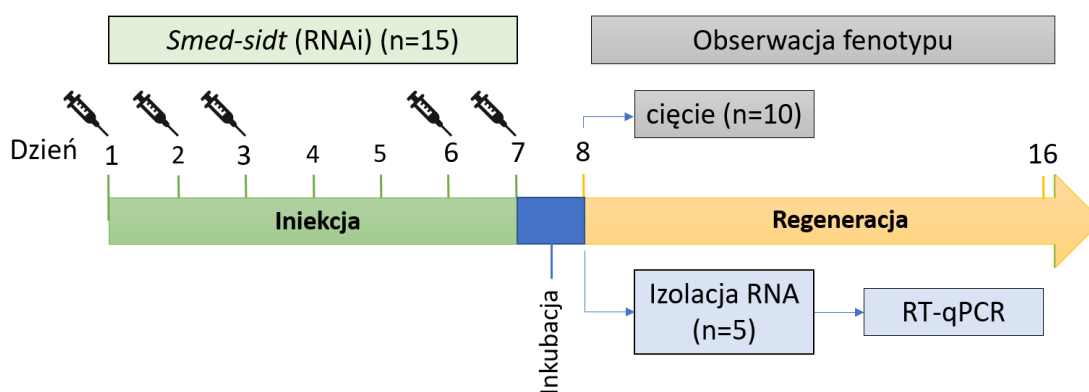 Smed-sidt (RNAi) (n=15)
Obserwacja fenotypu
cięcie (n=10)
Dzień 1 2 3 4 5 6 7 8 16
Iniekcja
Regeneracja
Inkubacja
Izolacja RNA
(n=5)
RT-qPCR